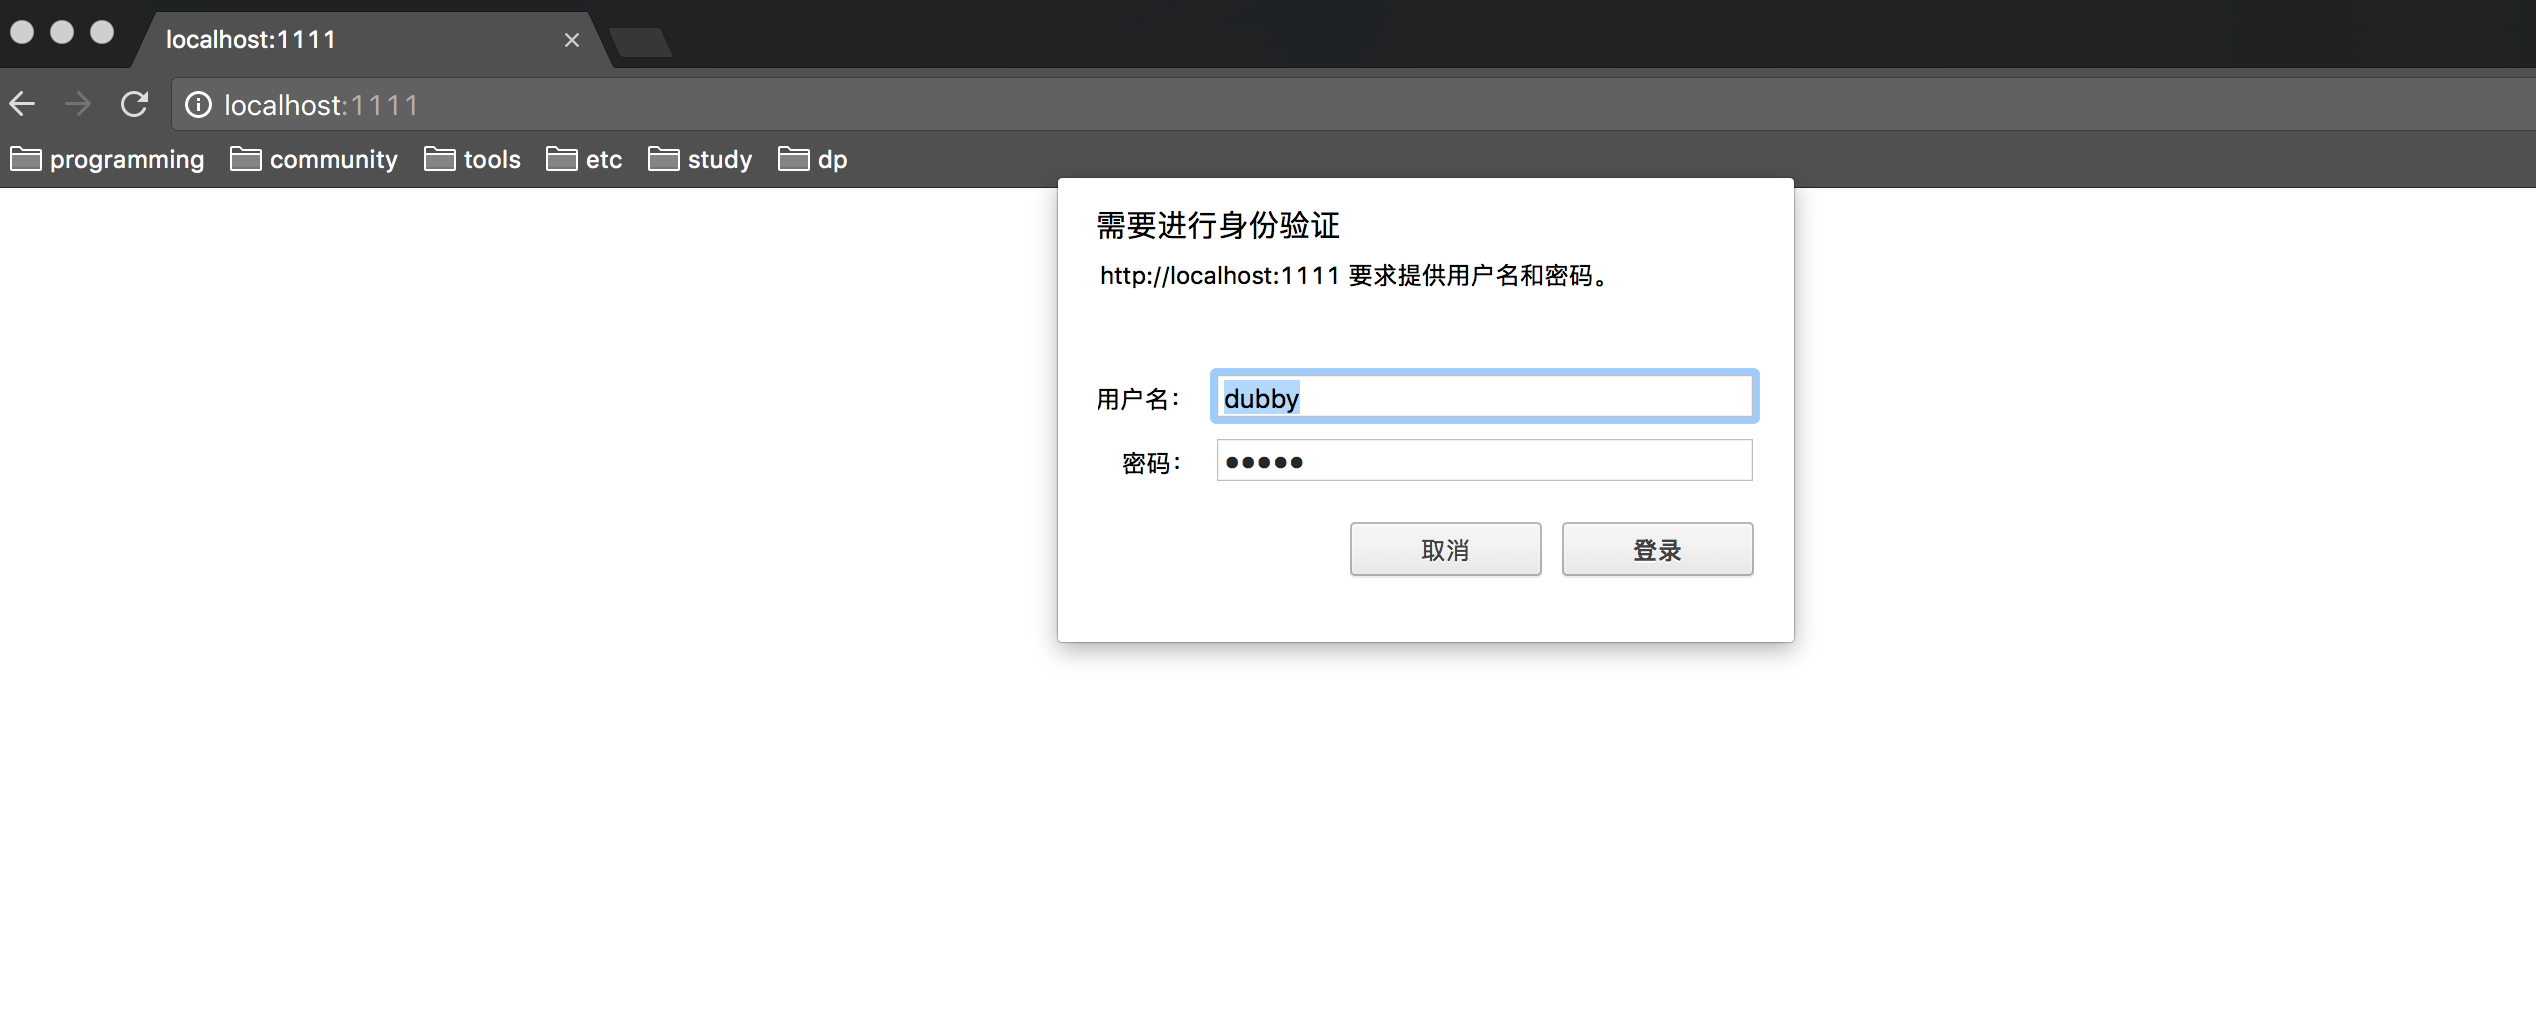 localhost:1111
localhost:1111
programming community tools etc study dp
需要进行身份验证
http://localhost:1111 要求提供用户名和密码。
用户名： dubby
密码： •••••
取消 登录